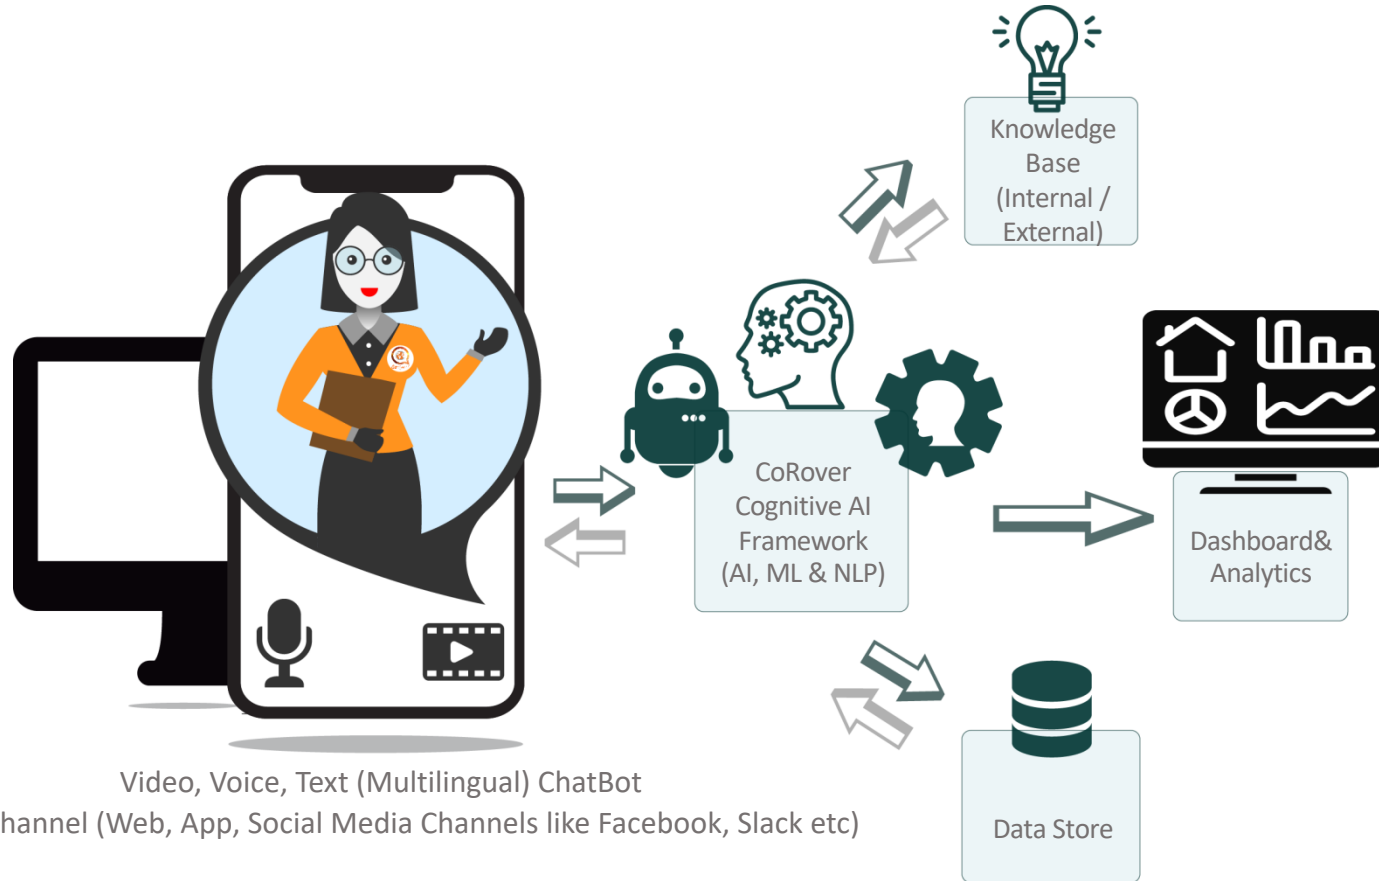 Knowledge
Base
(Internal /
External)
CoRover
Cognitive AI
Framework
(AI, ML & NLP)
Dashboard&
Analytics
Video, Voice, Text (Multilingual) ChatBot
hannel (Web, App, Social Media Channels like Facebook, Slack etc)
Data Store